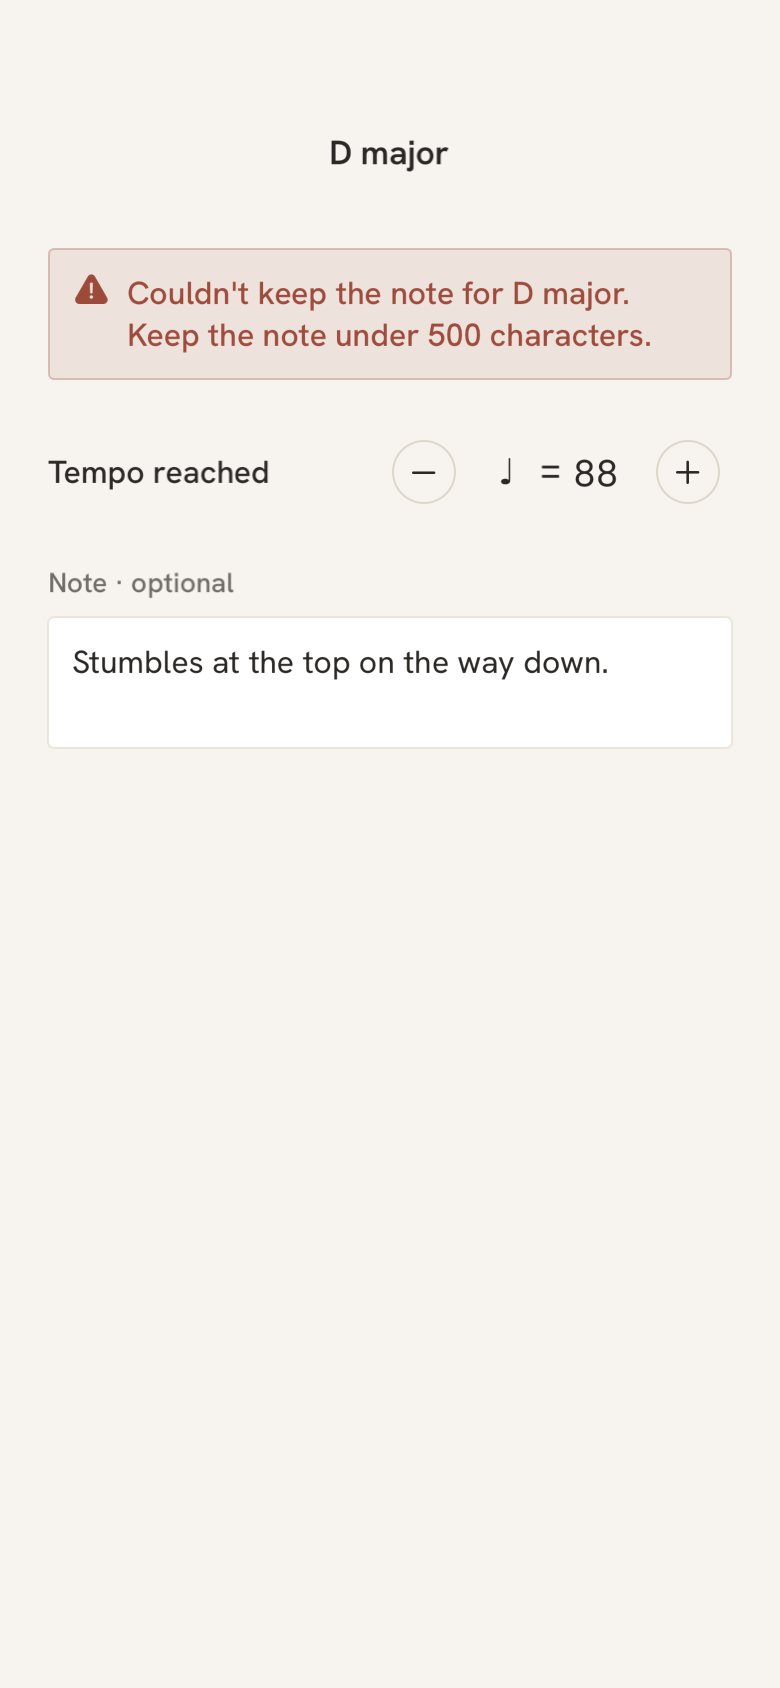 D major
Couldn't keep the note for D major.
Keep the note under 500 characters.
Tempo reached
− ♩ = 88 +
Note · optional
Stumbles at the top on the way down.